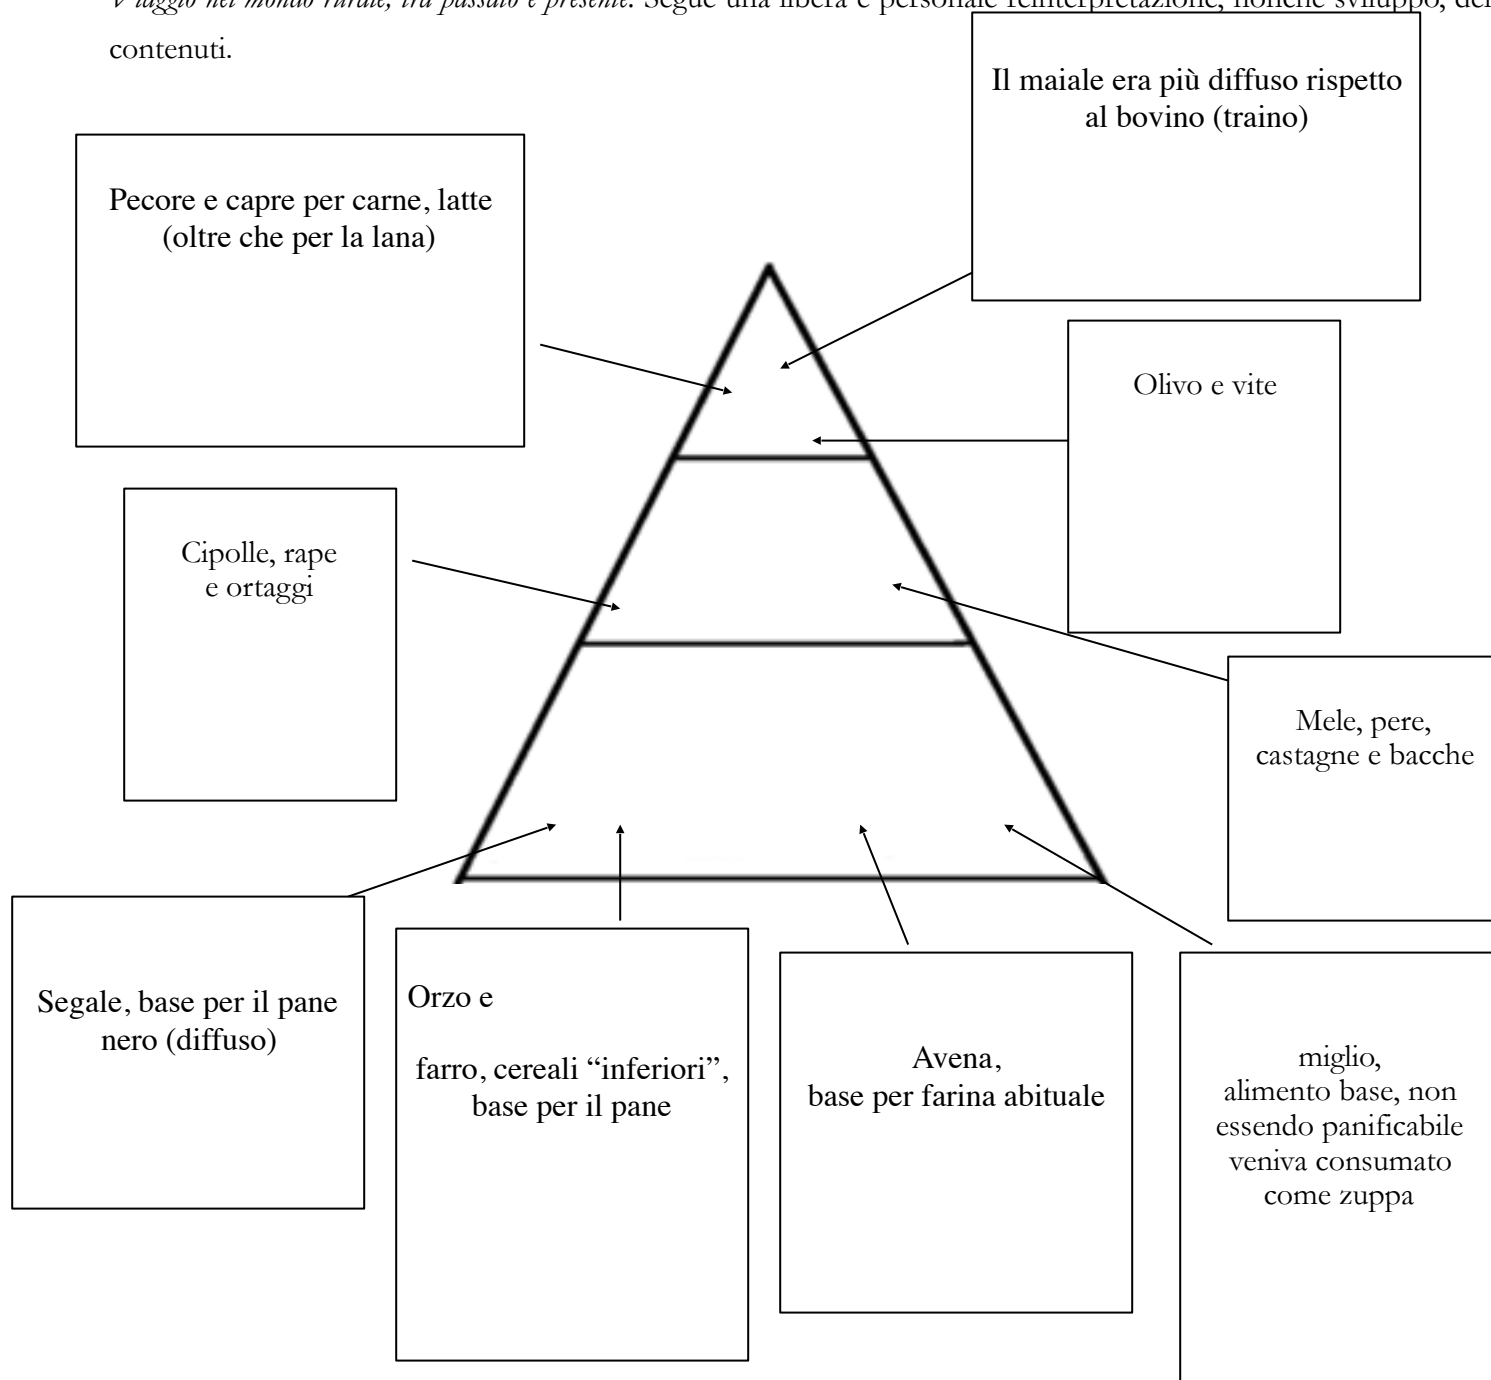 Viaggio nel mondo rurale, tra passato e presente. Segue una libera e personale reinterpretazione, nonché sviluppo, dei
contenuti.
Il maiale era più diffuso rispetto
al bovino (traino)
Pecore e capre per carne, latte
(oltre che per la lana)
Olivo e vite
Cipolle, rape
e ortaggi
Mele, pere,
castagne e bacche
Segale, base per il pane
nero (diffuso)
Orzo e
farro, cereali “inferiori”,
base per il pane
Avena,
base per farina abituale
miglio,
alimento base, non
essendo panificabile
veniva consumato
come zuppa